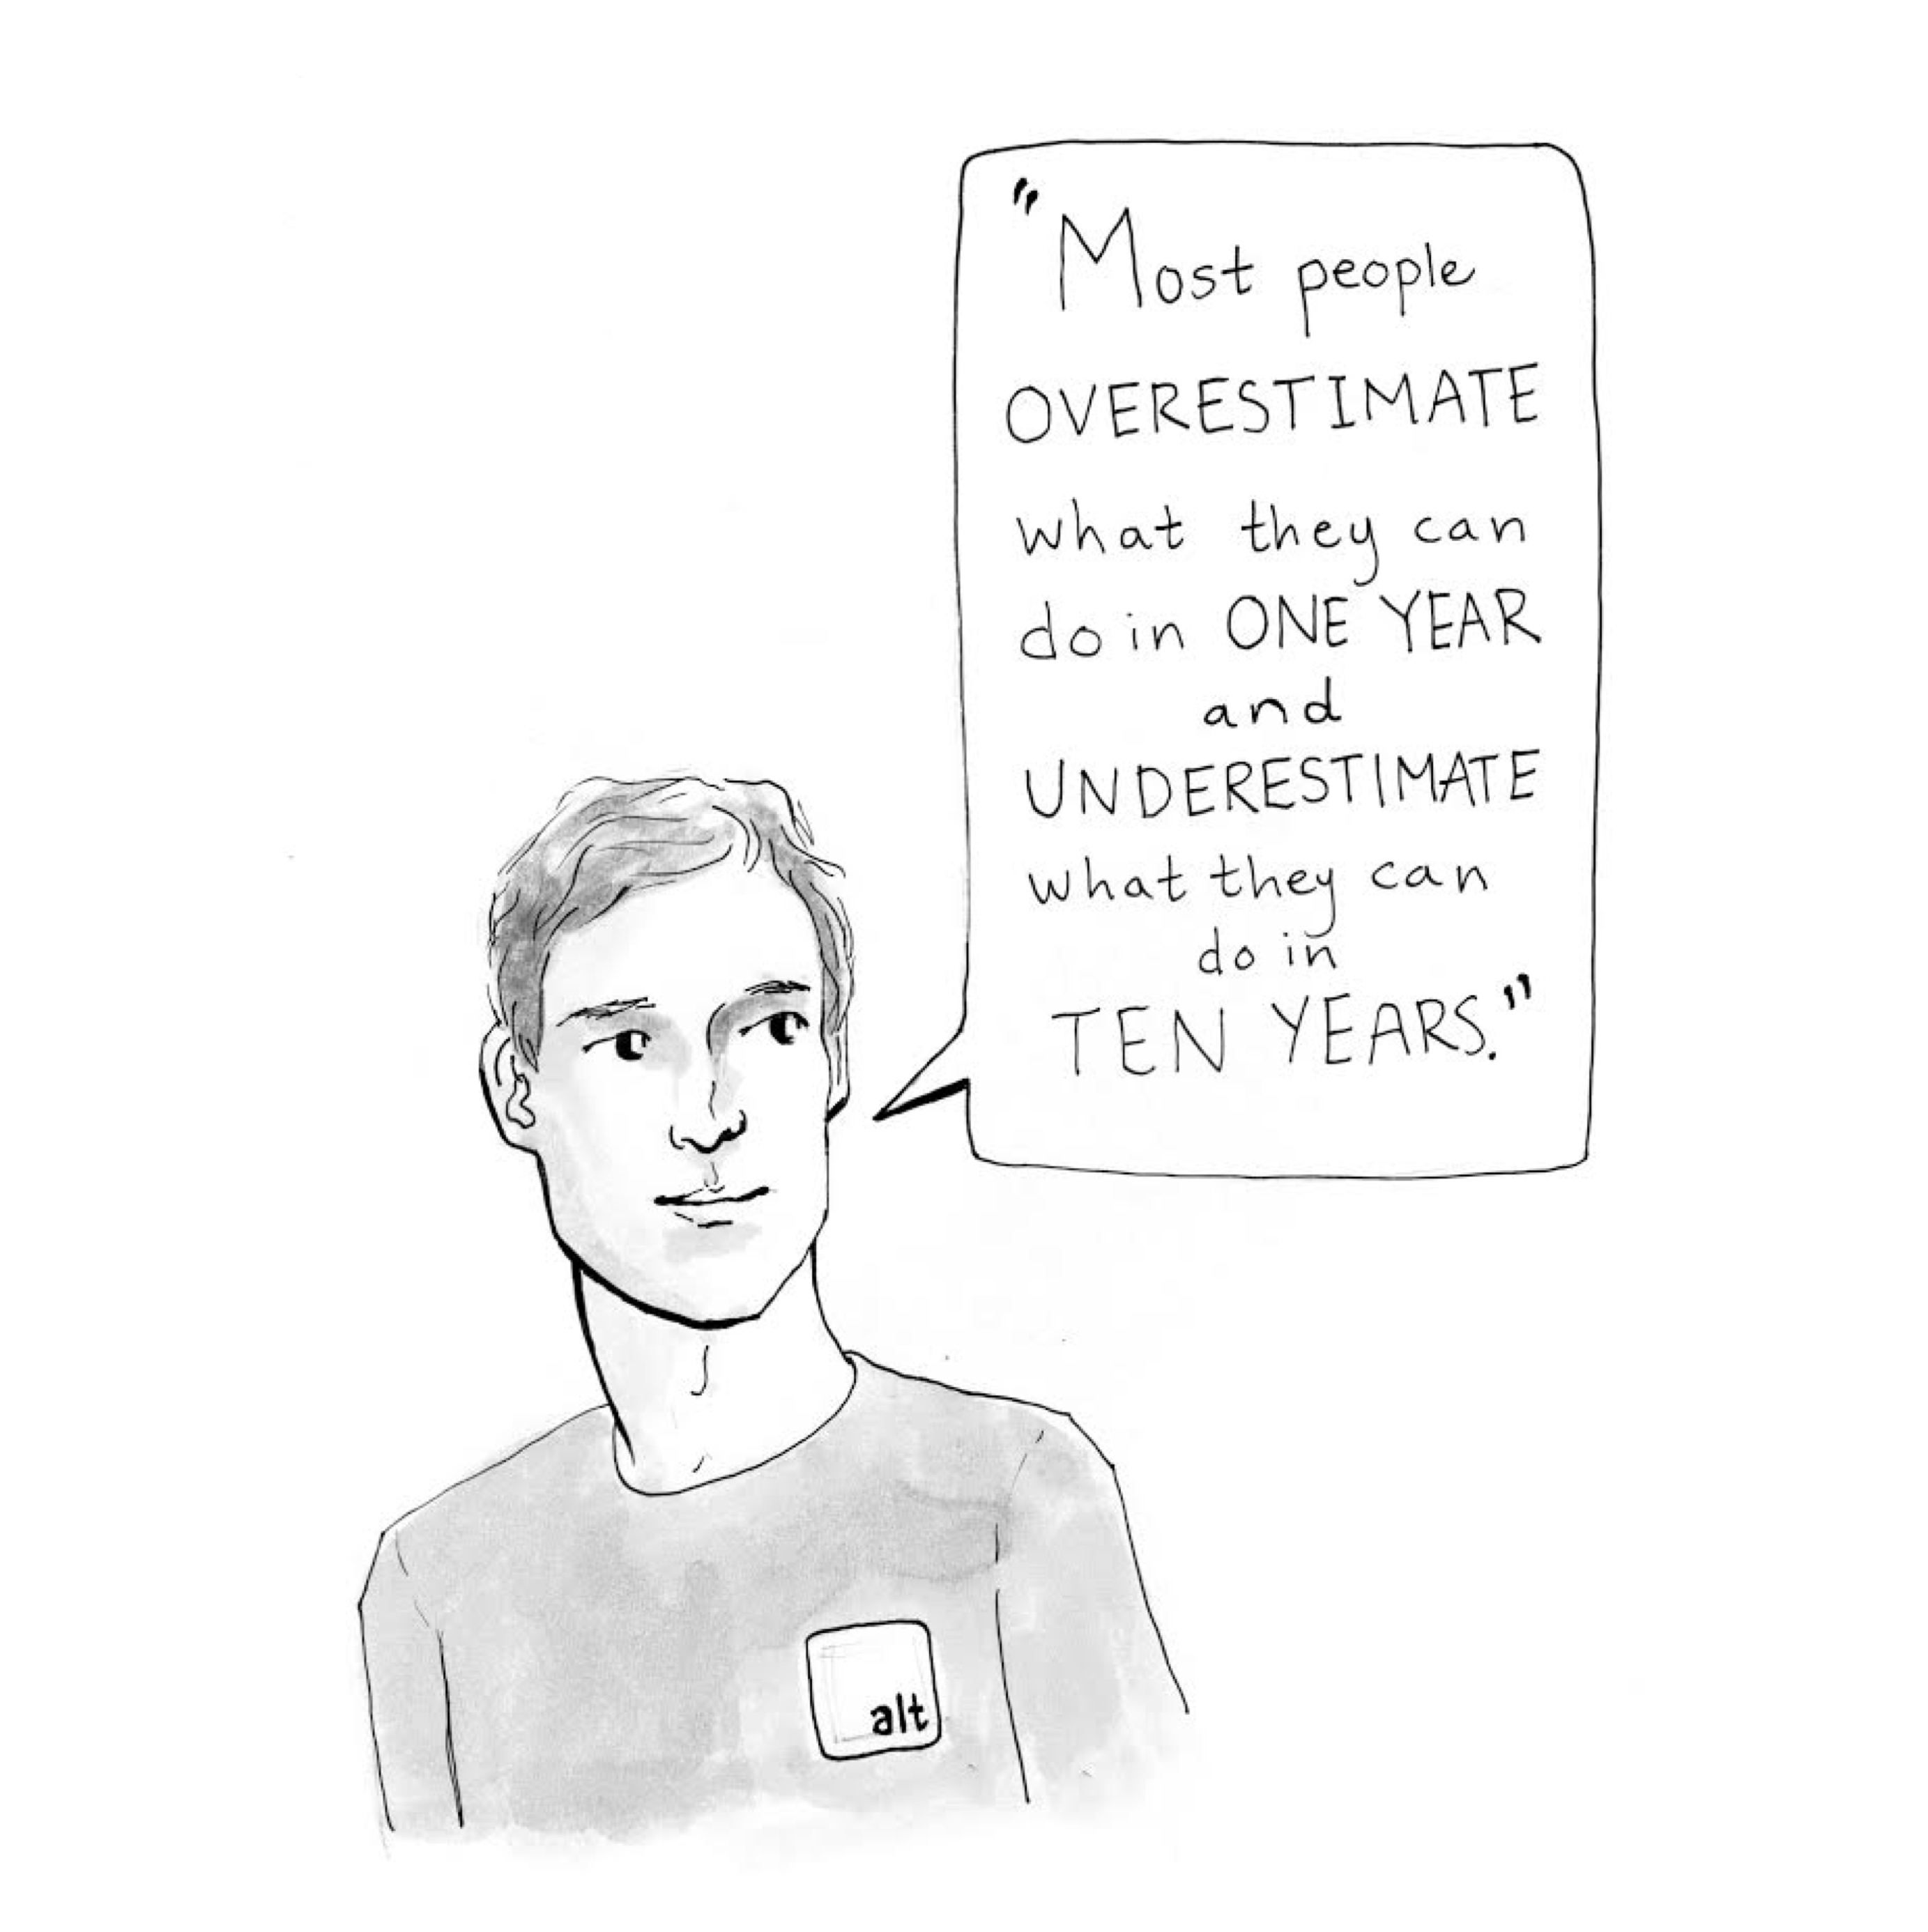 "Most people
OVERESTIMATE
what they can
do in ONE YEAR
and
UNDERESTIMATE
what they can
do in
TEN YEARS."
alt